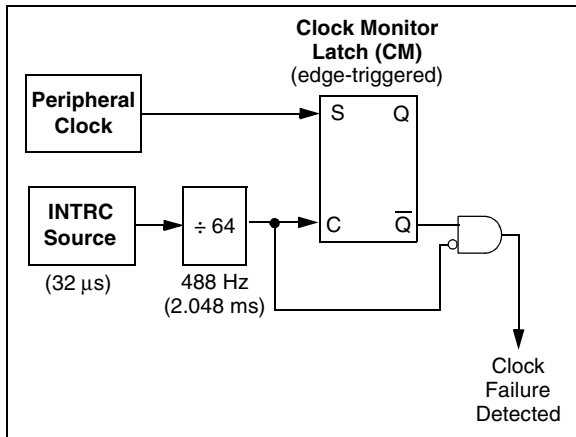 Clock Monitor
Latch (CM)
(edge-triggered)
Peripheral
Clock
S Q
INTRC
Source
÷ 64
C Q̅
(32 μs)
488 Hz
(2.048 ms)
Clock
Failure
Detected